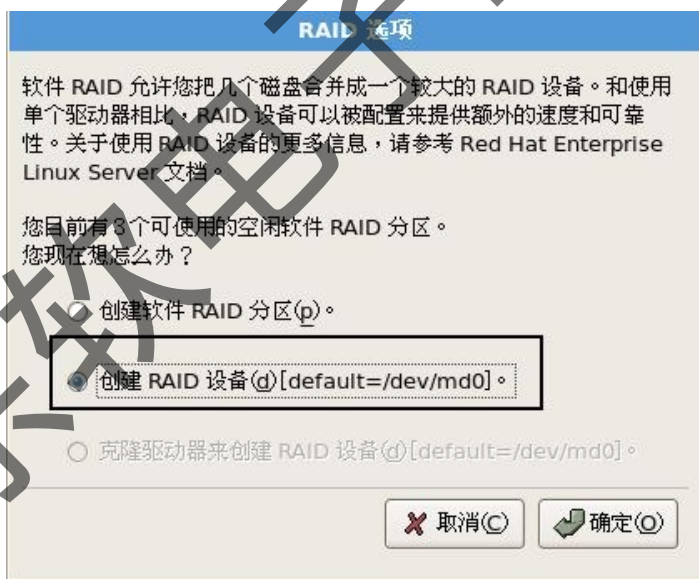 RAID 选项
软件 RAID 允许您把几个磁盘合并成一个较大的 RAID 设备。和使用
单个驱动器相比，RAID 设备可以被配置来提供额外的速度和可靠
性。关于使用 RAID 设备的更多信息，请参考 Red Hat Enterprise
Linux Server 文档。
您目前有3个可使用的空闲软件 RAID 分区。
您现在想怎么办？
创建软件 RAID 分区(p)。
创建 RAID 设备(d)[default=/dev/md0]。
克隆驱动器来创建 RAID 设备(d)[default=/dev/md0]。
取消(C) 确定(O)